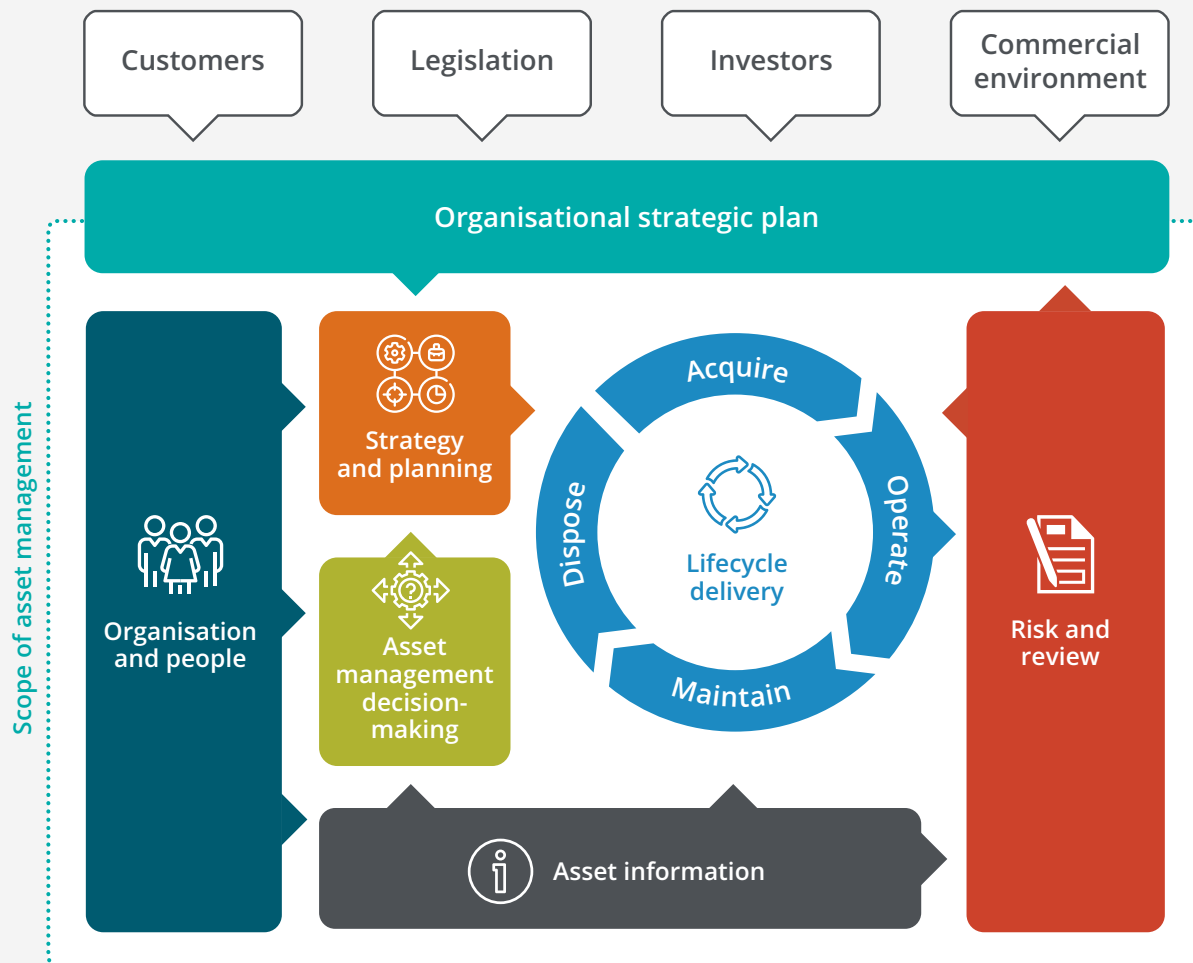 Customers
Legislation
Investors
Commercial
environment
Organisational strategic plan
Scope of asset management
Organisation
and people
Strategy
and planning
?
Asset
management
decision-
making
Acquire
Operate
Maintain
Dispose
Lifecycle
delivery
Risk and
review
i
Asset information